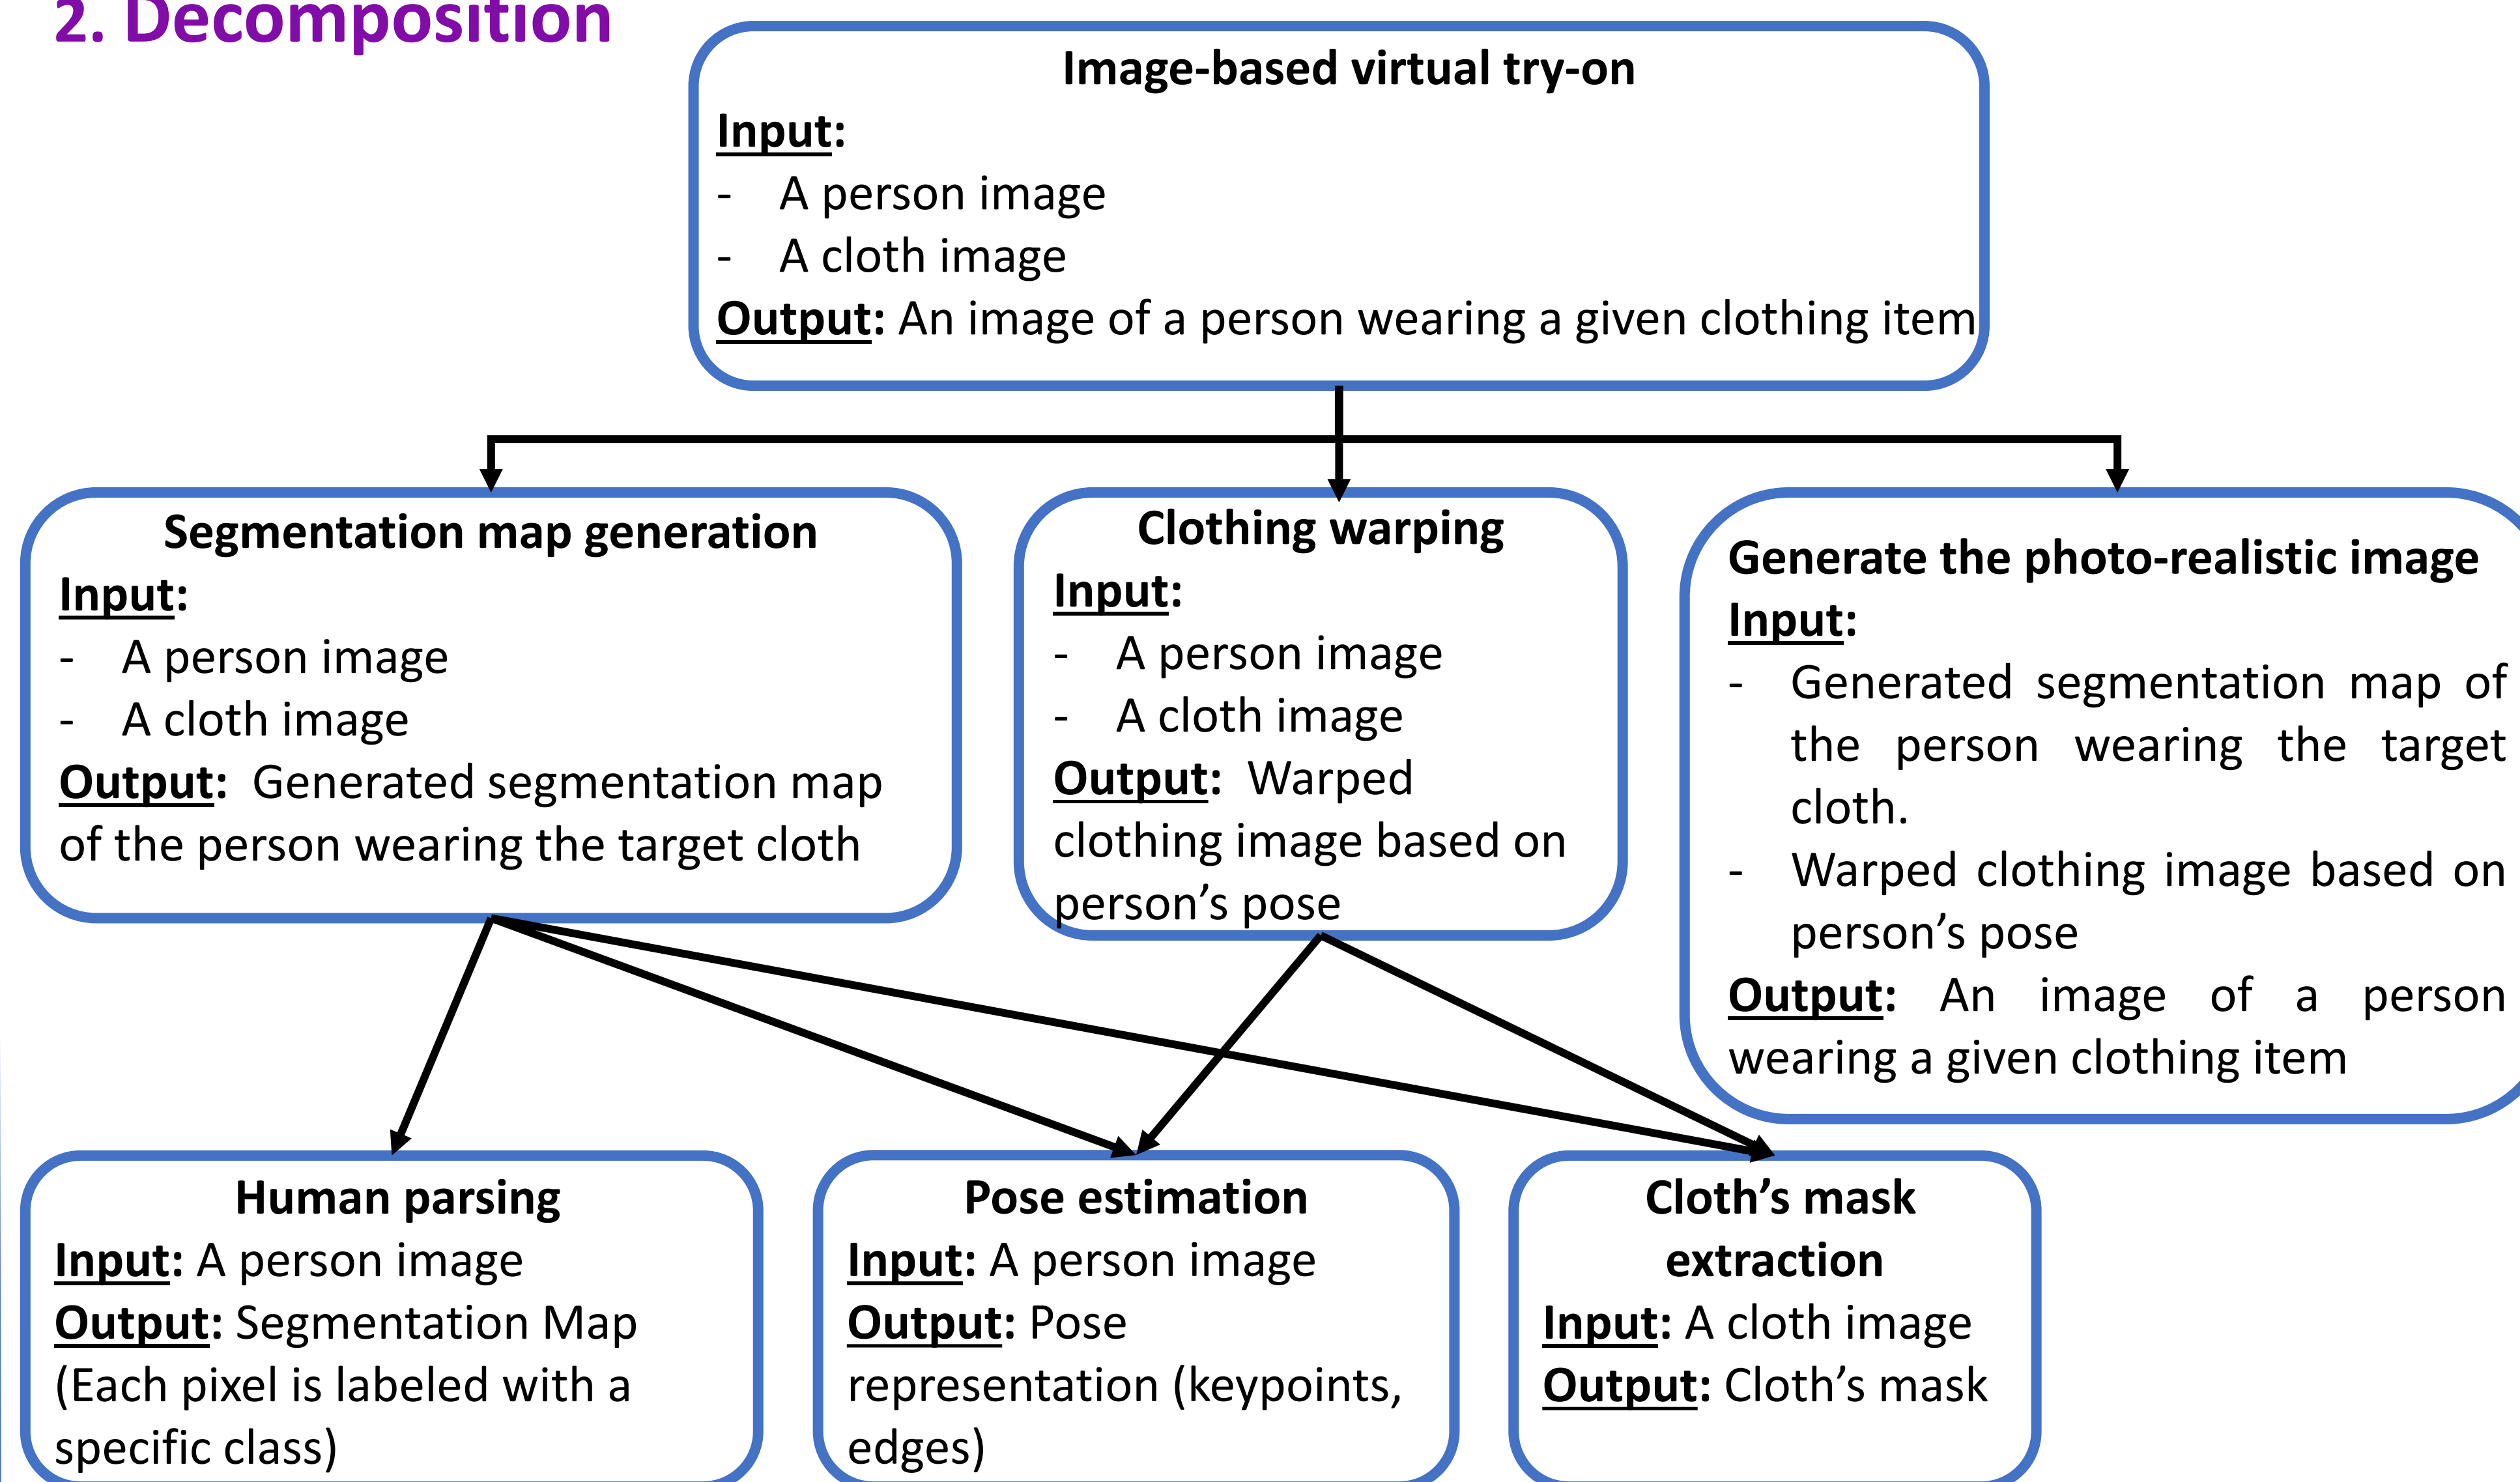 2. Decomposition
Image-based virtual try-on
Input:
- A person image
- A cloth image
Output: An image of a person wearing a given clothing item
Segmentation map generation
Input:
- A person image
- A cloth image
Output: Generated segmentation map
of the person wearing the target cloth
Clothing warping
Input:
- A person image
- A cloth image
Output: Warped
clothing image based on
person’s pose
Generate the photo-realistic image
Input:
- Generated segmentation map of
the person wearing the target
cloth.
- Warped clothing image based on
person’s pose
Output: An image of a person
wearing a given clothing item
Human parsing
Input: A person image
Output: Segmentation Map
(Each pixel is labeled with a
specific class)
Pose estimation
Input: A person image
Output: Pose
representation (keypoints,
edges)
Cloth’s mask
extraction
Input: A cloth image
Output: Cloth’s mask